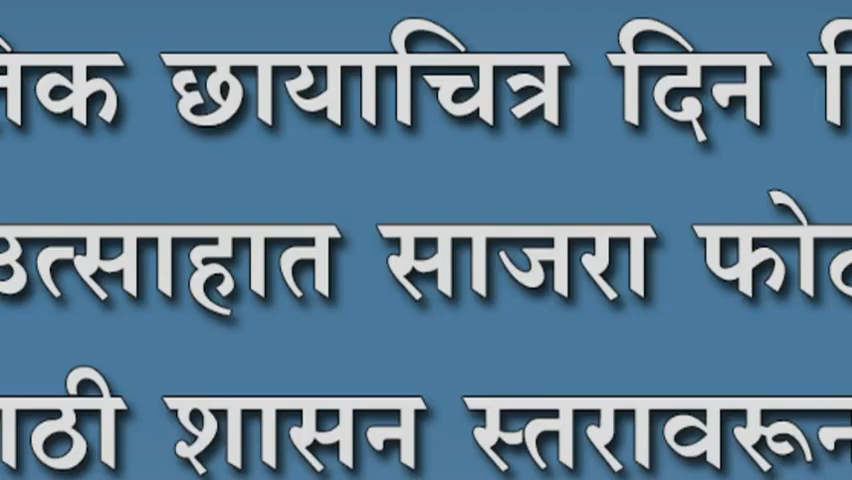 छायाचित्र दिन
उत्साहात साजरा
शासन स्तरावरून